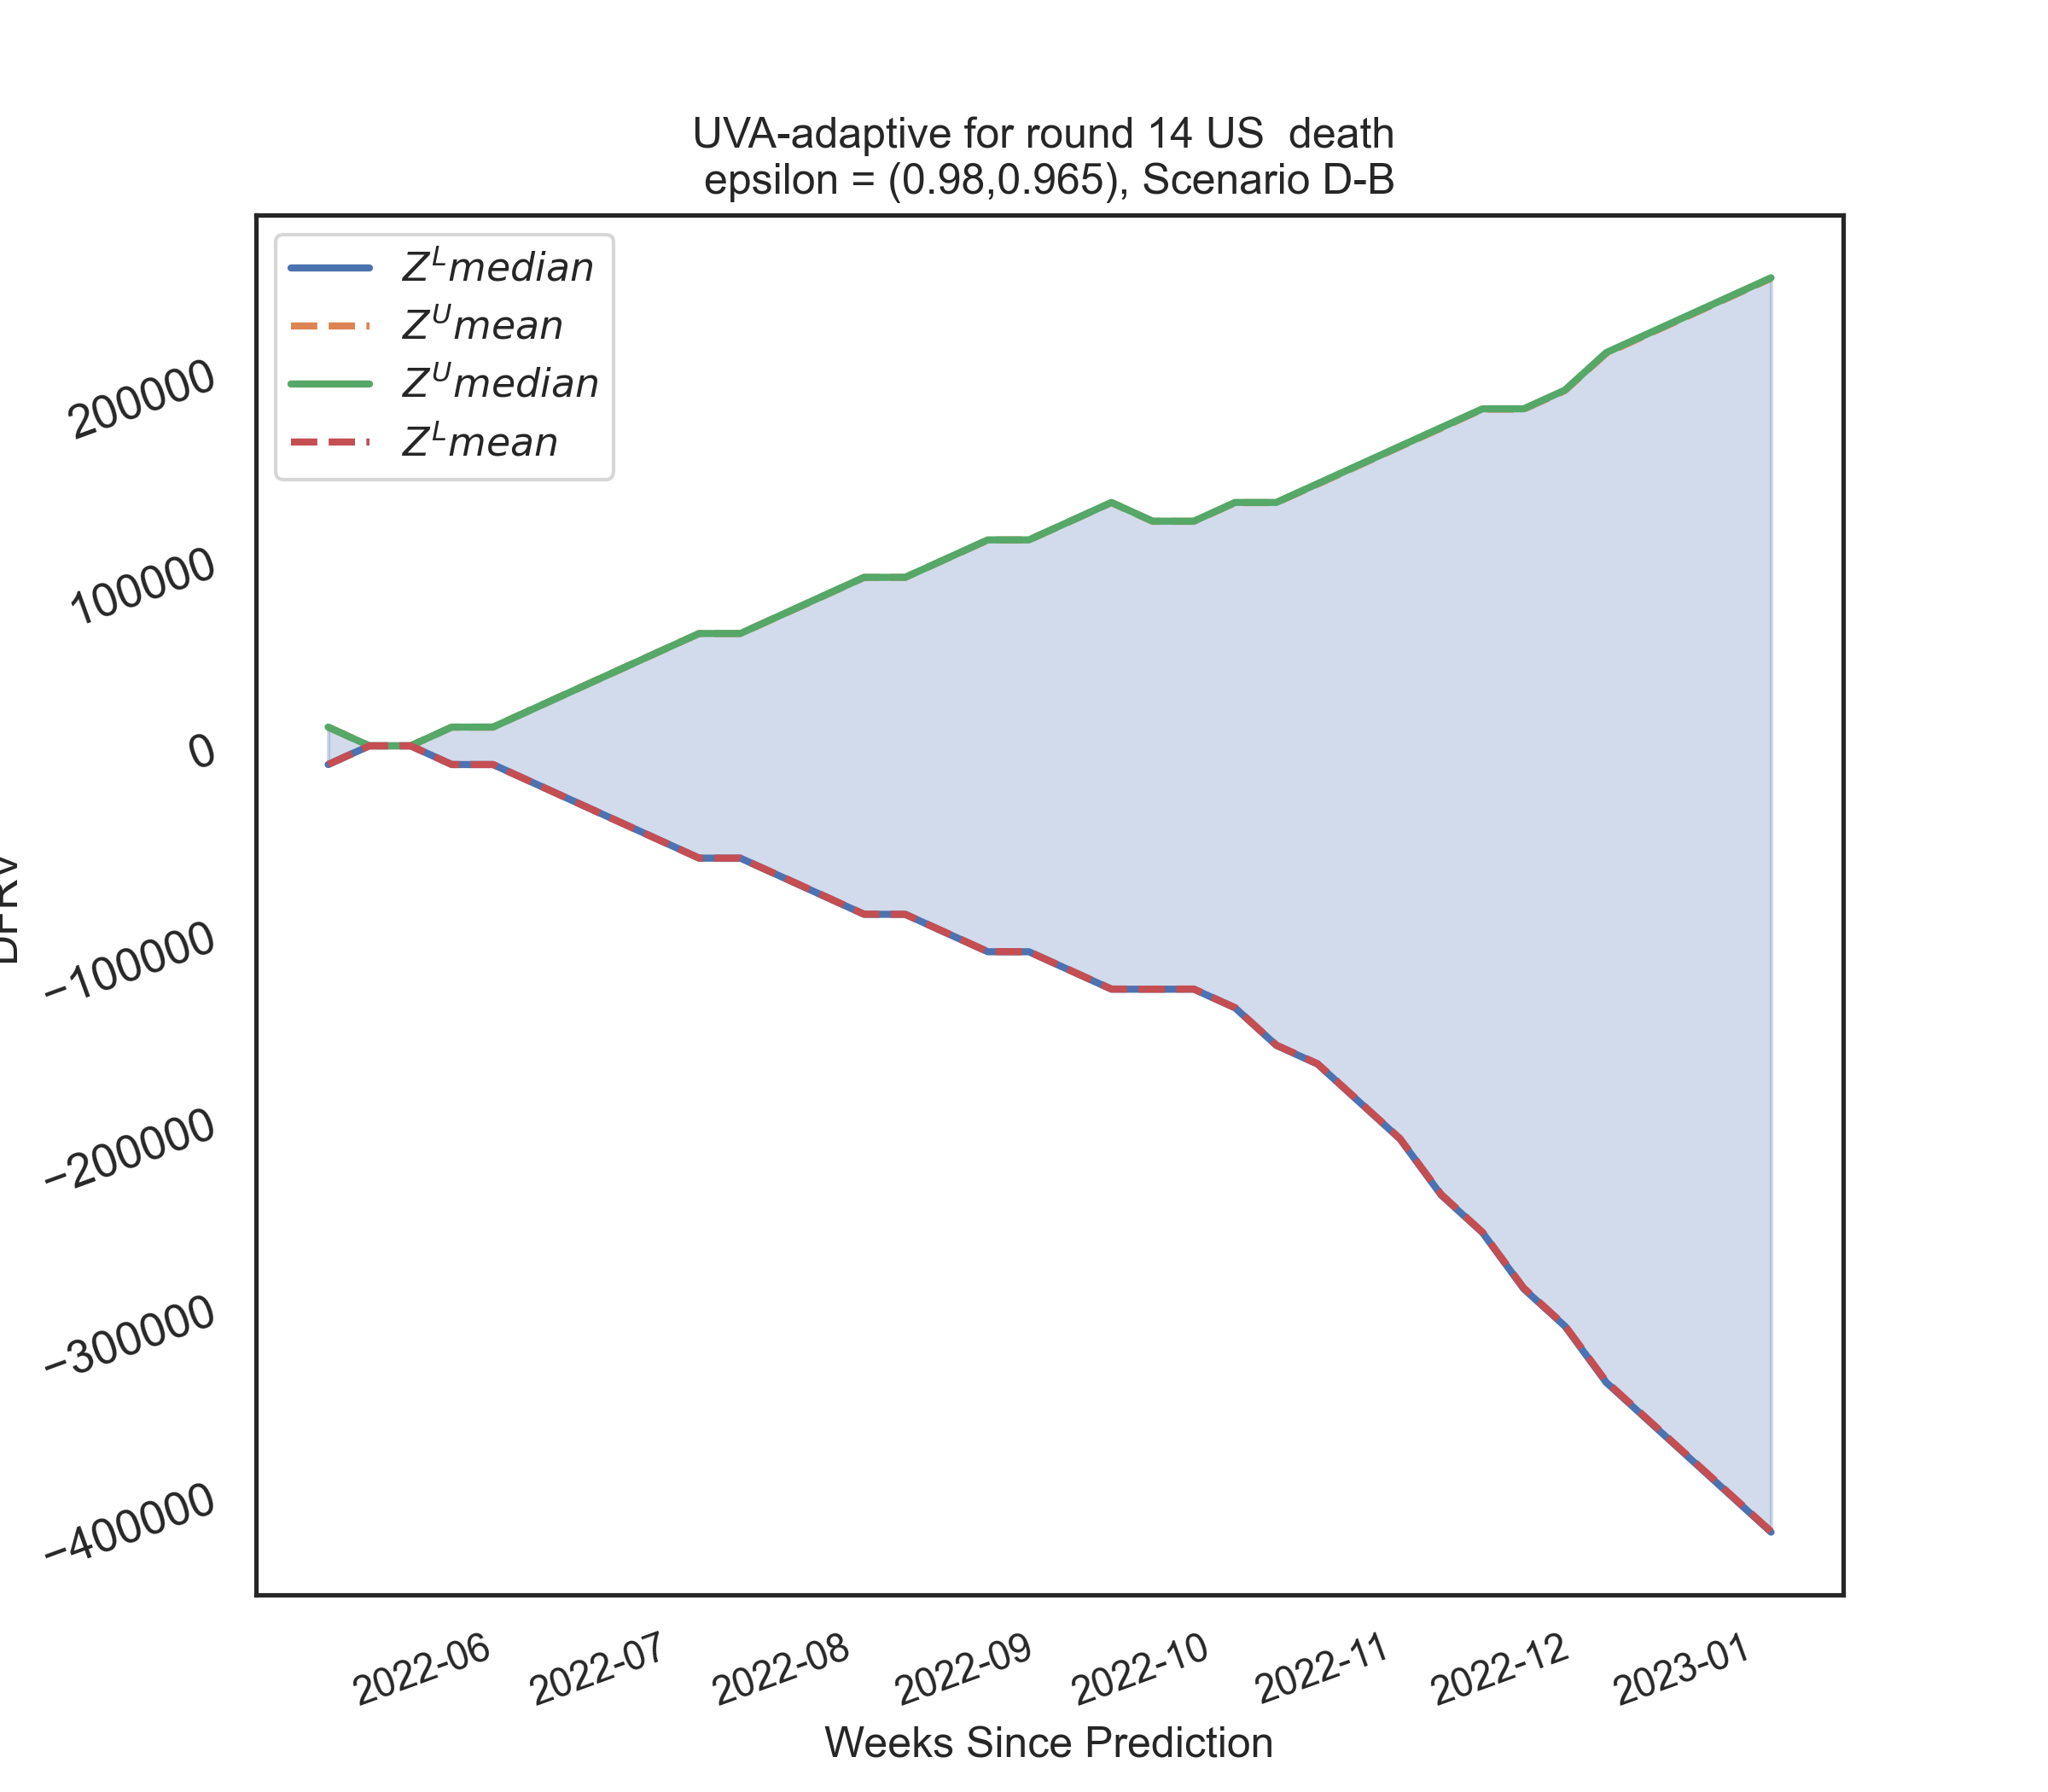 UVA-adaptive for round 14 US  death
epsilon = (0.98,0.965), Scenario D-B
Z^L median
Z^U mean
Z^U median
Z^L mean
200000
100000
0
−100000
−200000
−300000
−400000
2022-06
2022-07
2022-08
2022-09
2022-10
2022-11
2022-12
2023-01
Weeks Since Prediction